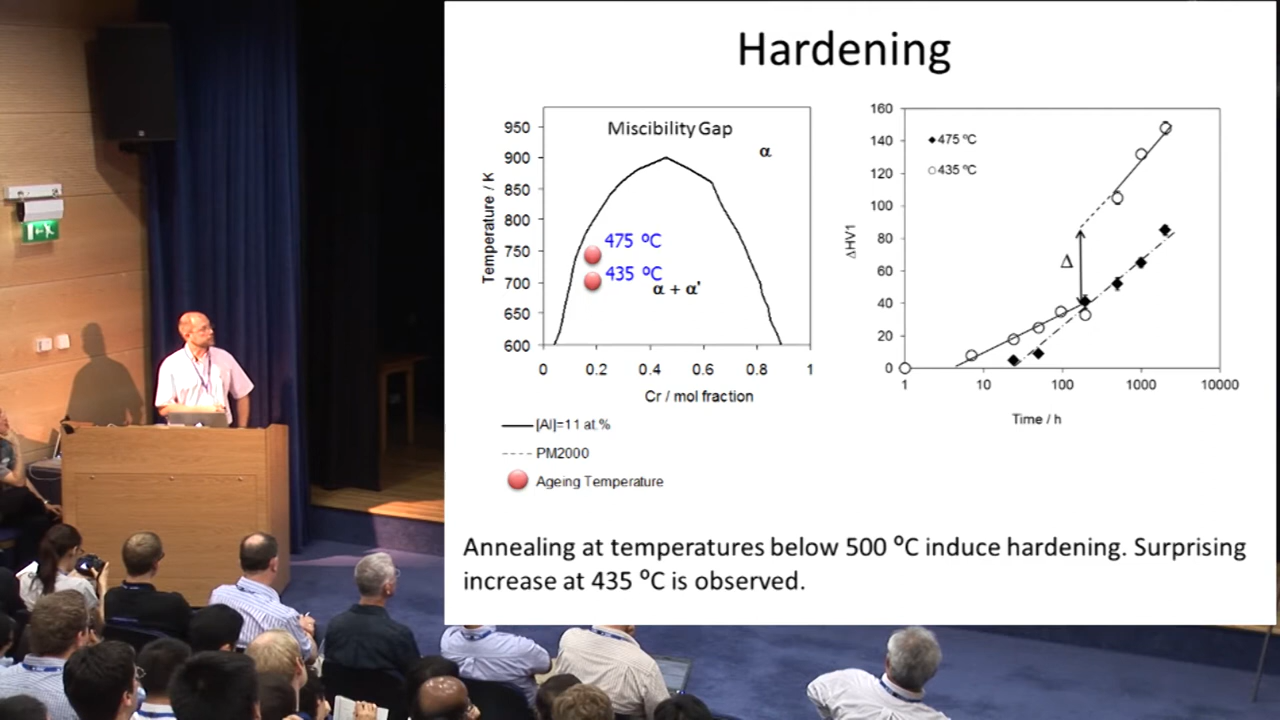 Hardening
Miscibility Gap
α
475 ºC
435 ºC
α + α'
Temperature / K
950
900
850
800
750
700
650
600
0
0.2
0.4
0.6
0.8
1
Cr / mol fraction
[Al]=11 at.%
PM2000
Ageing Temperature
160
140
120
100
80
60
40
20
0
ΔHV1
475 ºC
435 ºC
Δ
1
10
100
1000
10000
Time / h
Annealing at temperatures below 500 ºC induce hardening. Surprising
increase at 435 ºC is observed.